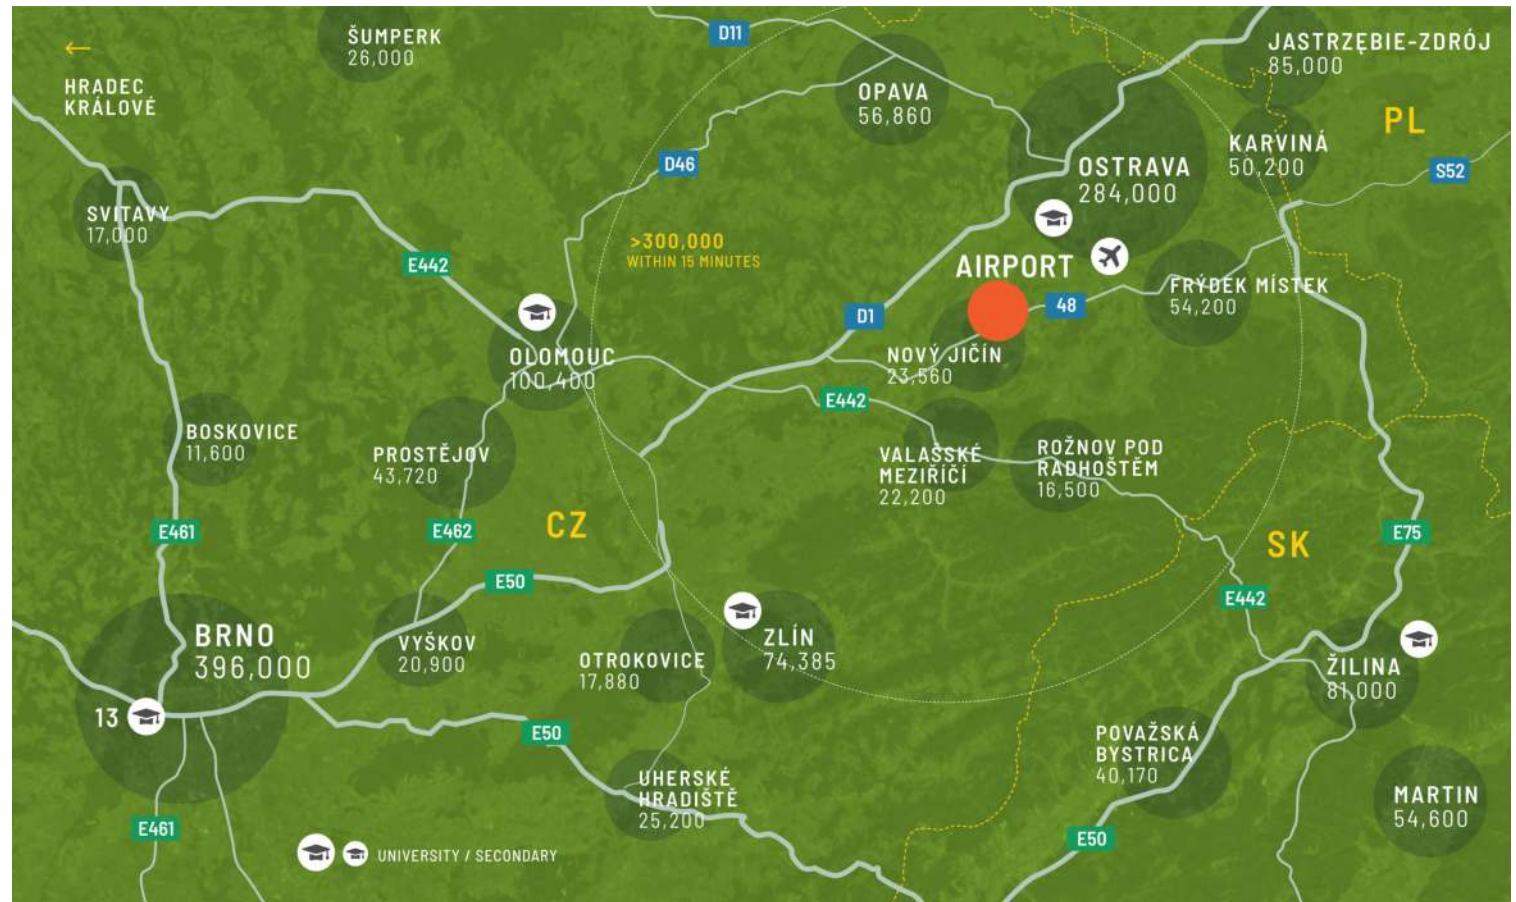 ←
HRADEC
KRÁLOVÉ
ŠUMPERK
26,000
D11
JASTRZĘBIE-ZDRÓJ
85,000
OPAVA
56,860
PL
KARVINÁ
50,200
D46
OSTRAVA
284,000
S52
SVITAVY
17,000
>300,000
WITHIN 15 MINUTES
E442
AIRPORT
FRÝDEK MÍSTEK
54,200
D1
48
OLOMOUC
100,400
NOVÝ JIČÍN
23,560
E442
BOSKOVICE
11,600
PROSTĚJOV
43,720
VALAŠSKÉ
MEZIŘÍČÍ
22,200
ROŽNOV POD
RADHOŠTĚM
16,500
E461
E462
CZ
SK
E75
E50
E442
BRNO
396,000
VYŠKOV
20,900
OTROKOVICE
17,880
ZLÍN
74,385
ŽILINA
81,000
13
E50
POVAŽSKÁ
BYSTRICA
40,170
UHERSKÉ
HRADIŠTĚ
25,200
MARTIN
54,600
E461
E50
UNIVERSITY / SECONDARY